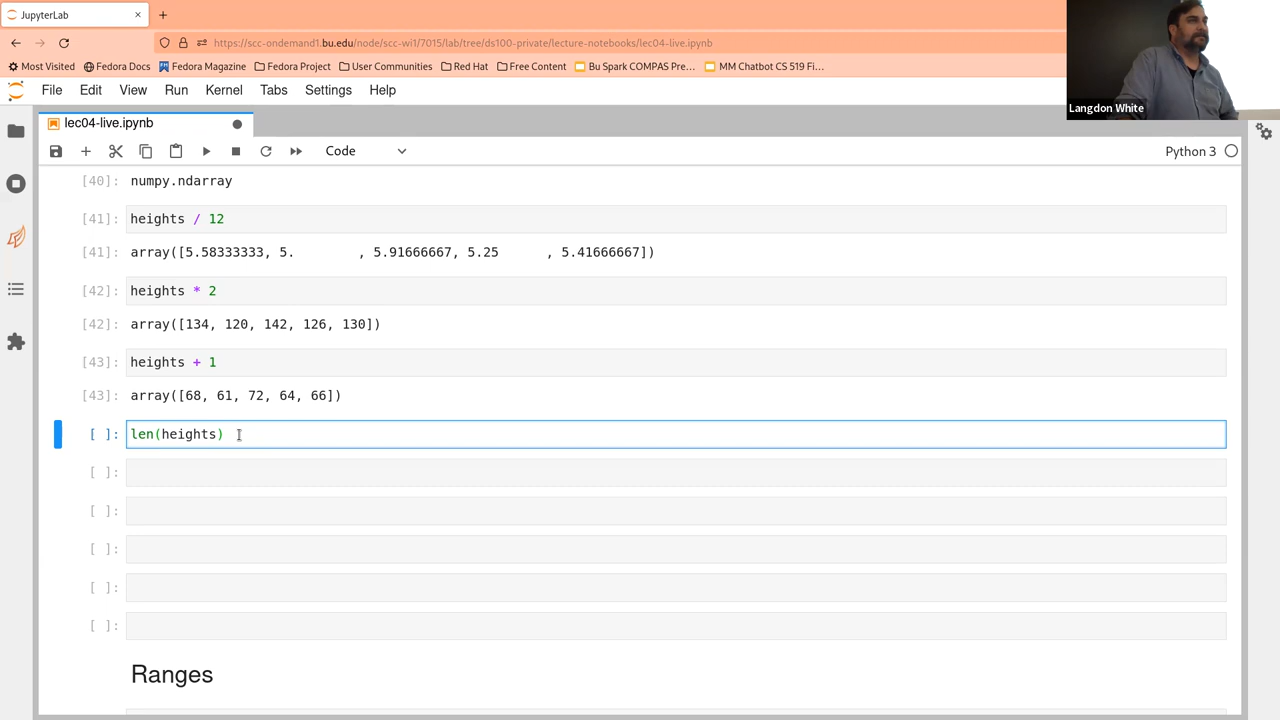 JupyterLab
https://scc-ondemand1.bu.edu/node/scc-wi1/7015/lab/tree/ds100-private/lecture-notebooks/lec04-live.ipynb
Most Visited Fedora Docs Fedora Magazine Fedora Project User Communities Red Hat Free Content Bu Spark COMPAS Pre… MM Chatbot CS 519 Fi…
Langdon White
File Edit View Run Kernel Tabs Settings Help
lec04-live.ipynb
Code Python 3
[40]: numpy.ndarray
[41]: heights / 12
[41]: array([5.58333333, 5.        , 5.91666667, 5.25      , 5.41666667])
[42]: heights * 2
[42]: array([134, 120, 142, 126, 130])
[43]: heights + 1
[43]: array([68, 61, 72, 64, 66])
[ ]: len(heights)
[ ]:
[ ]:
[ ]:
[ ]:
[ ]:
Ranges